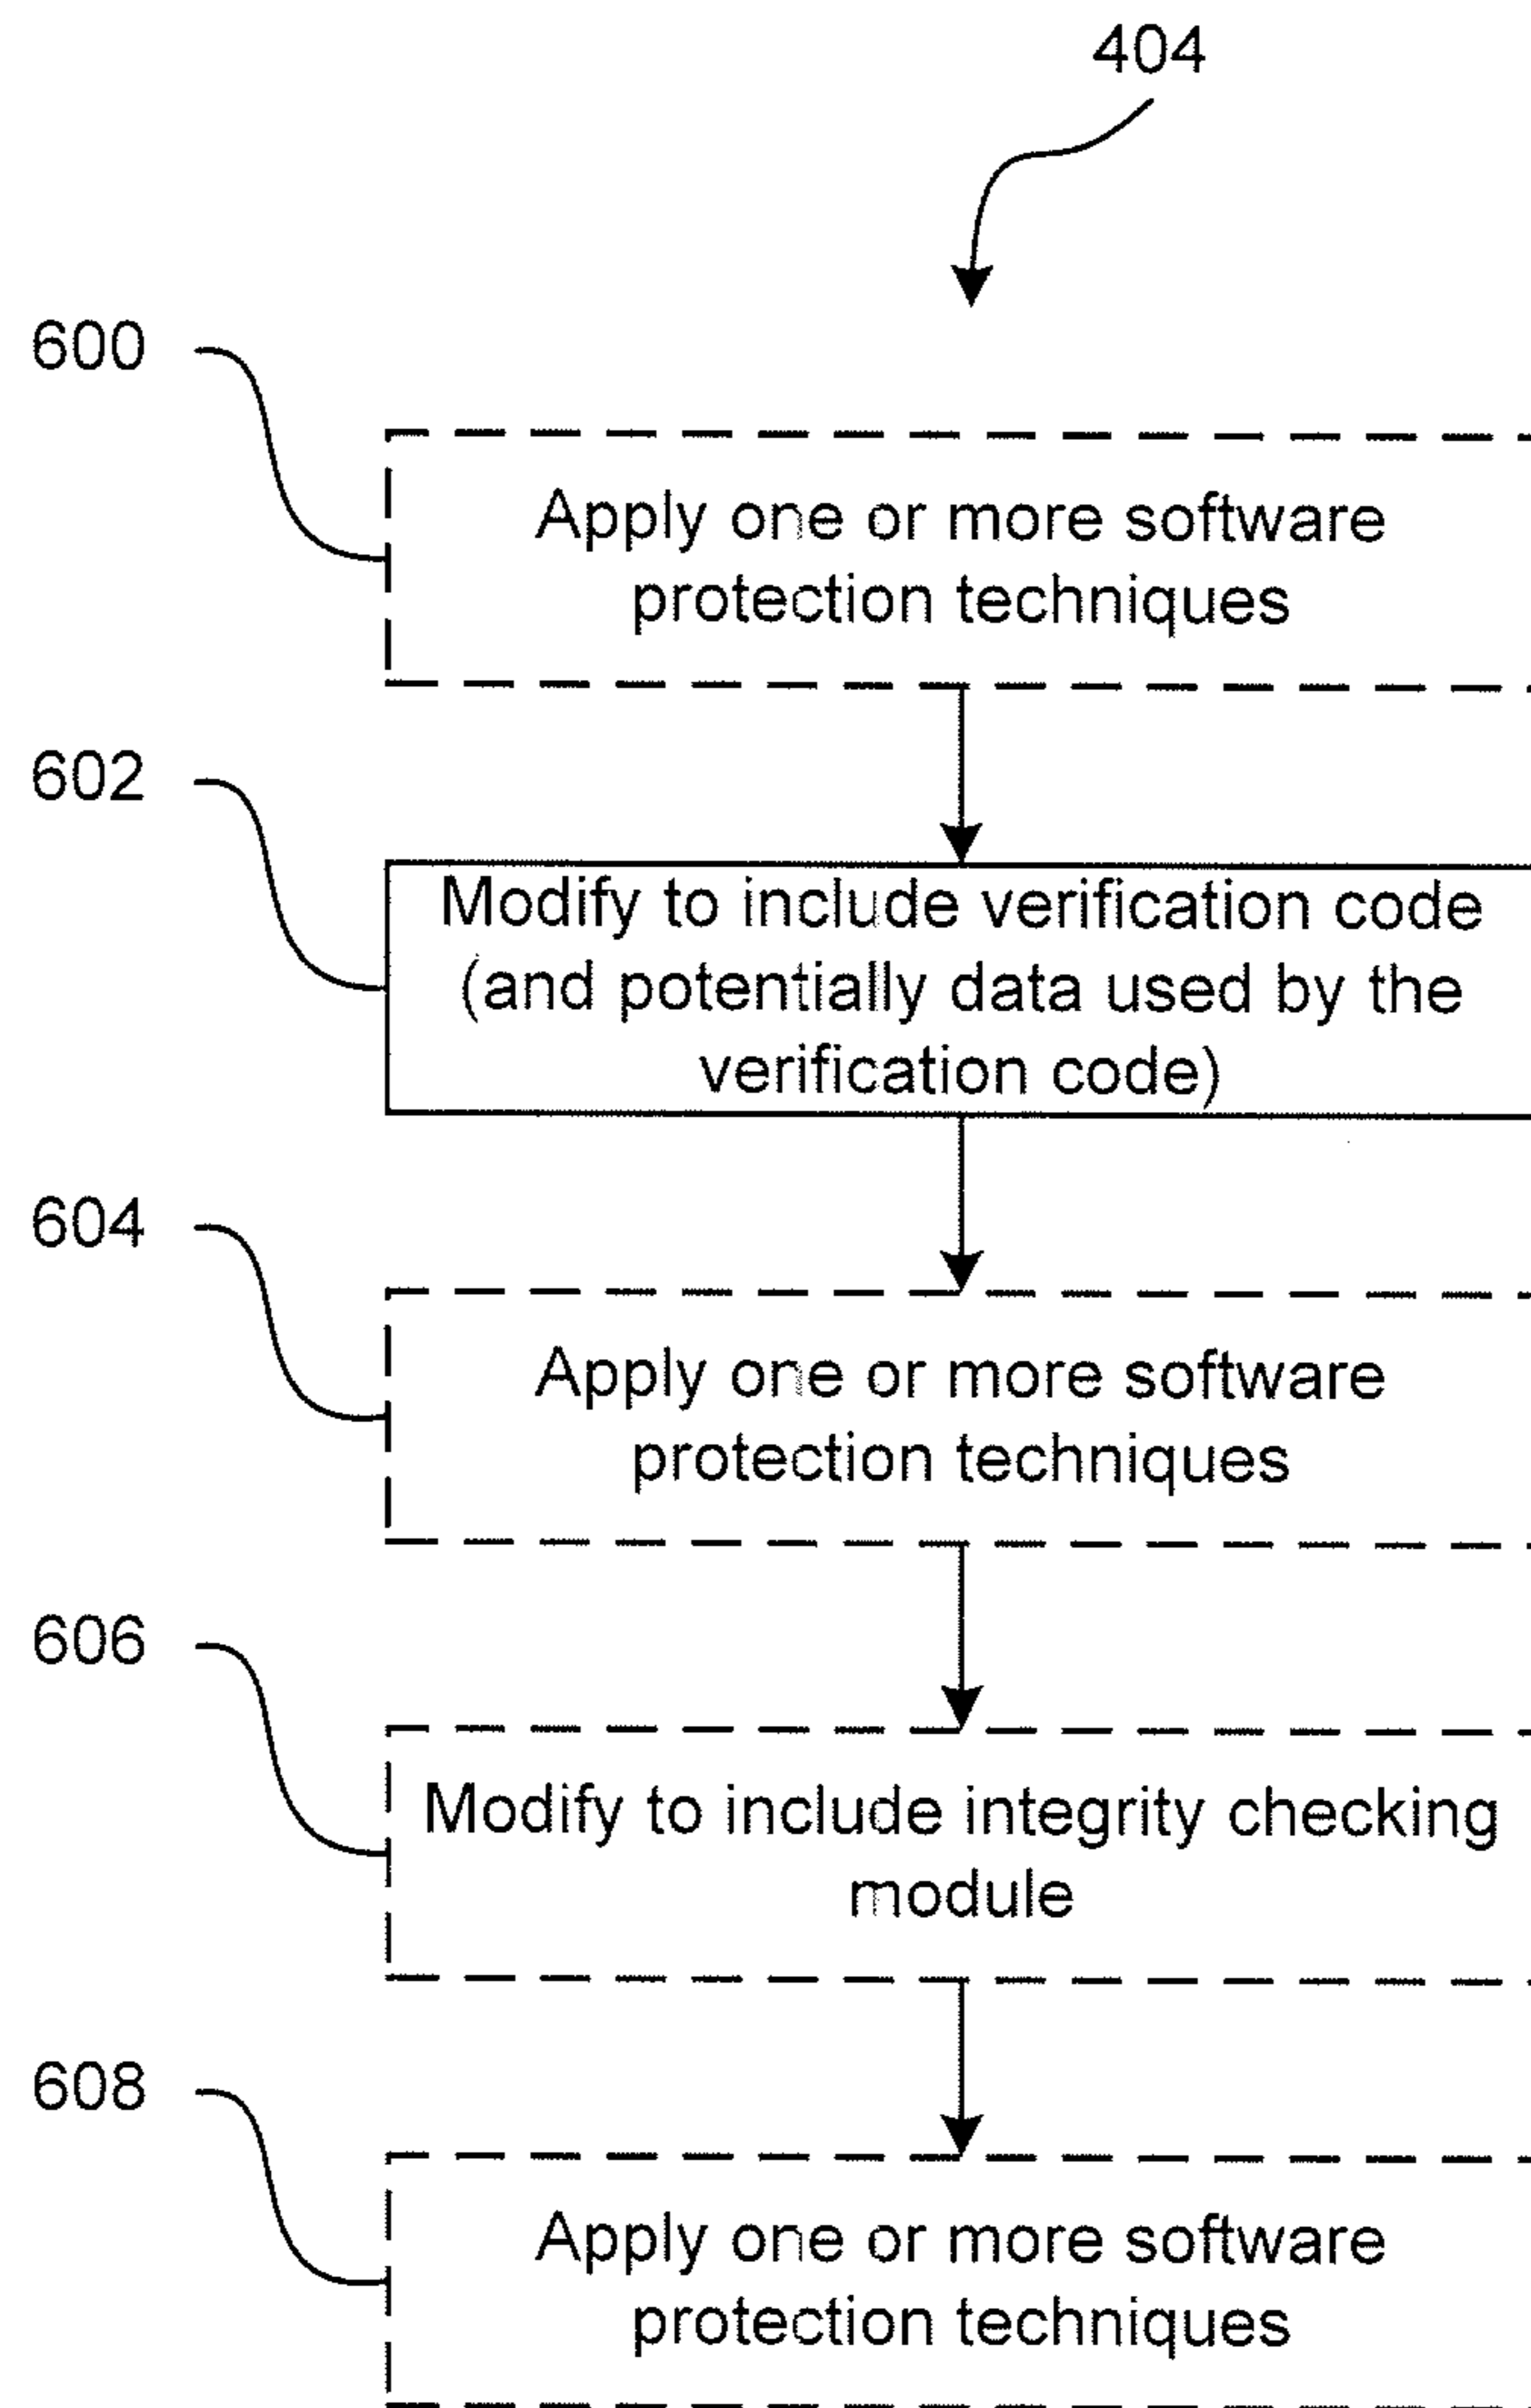 404
600
Apply one or more software
protection techniques
602
Modify to include verification code
(and potentially data used by the
verification code)
604
Apply one or more software
protection techniques
606
Modify to include integrity checking
module
608
Apply one or more software
protection techniques